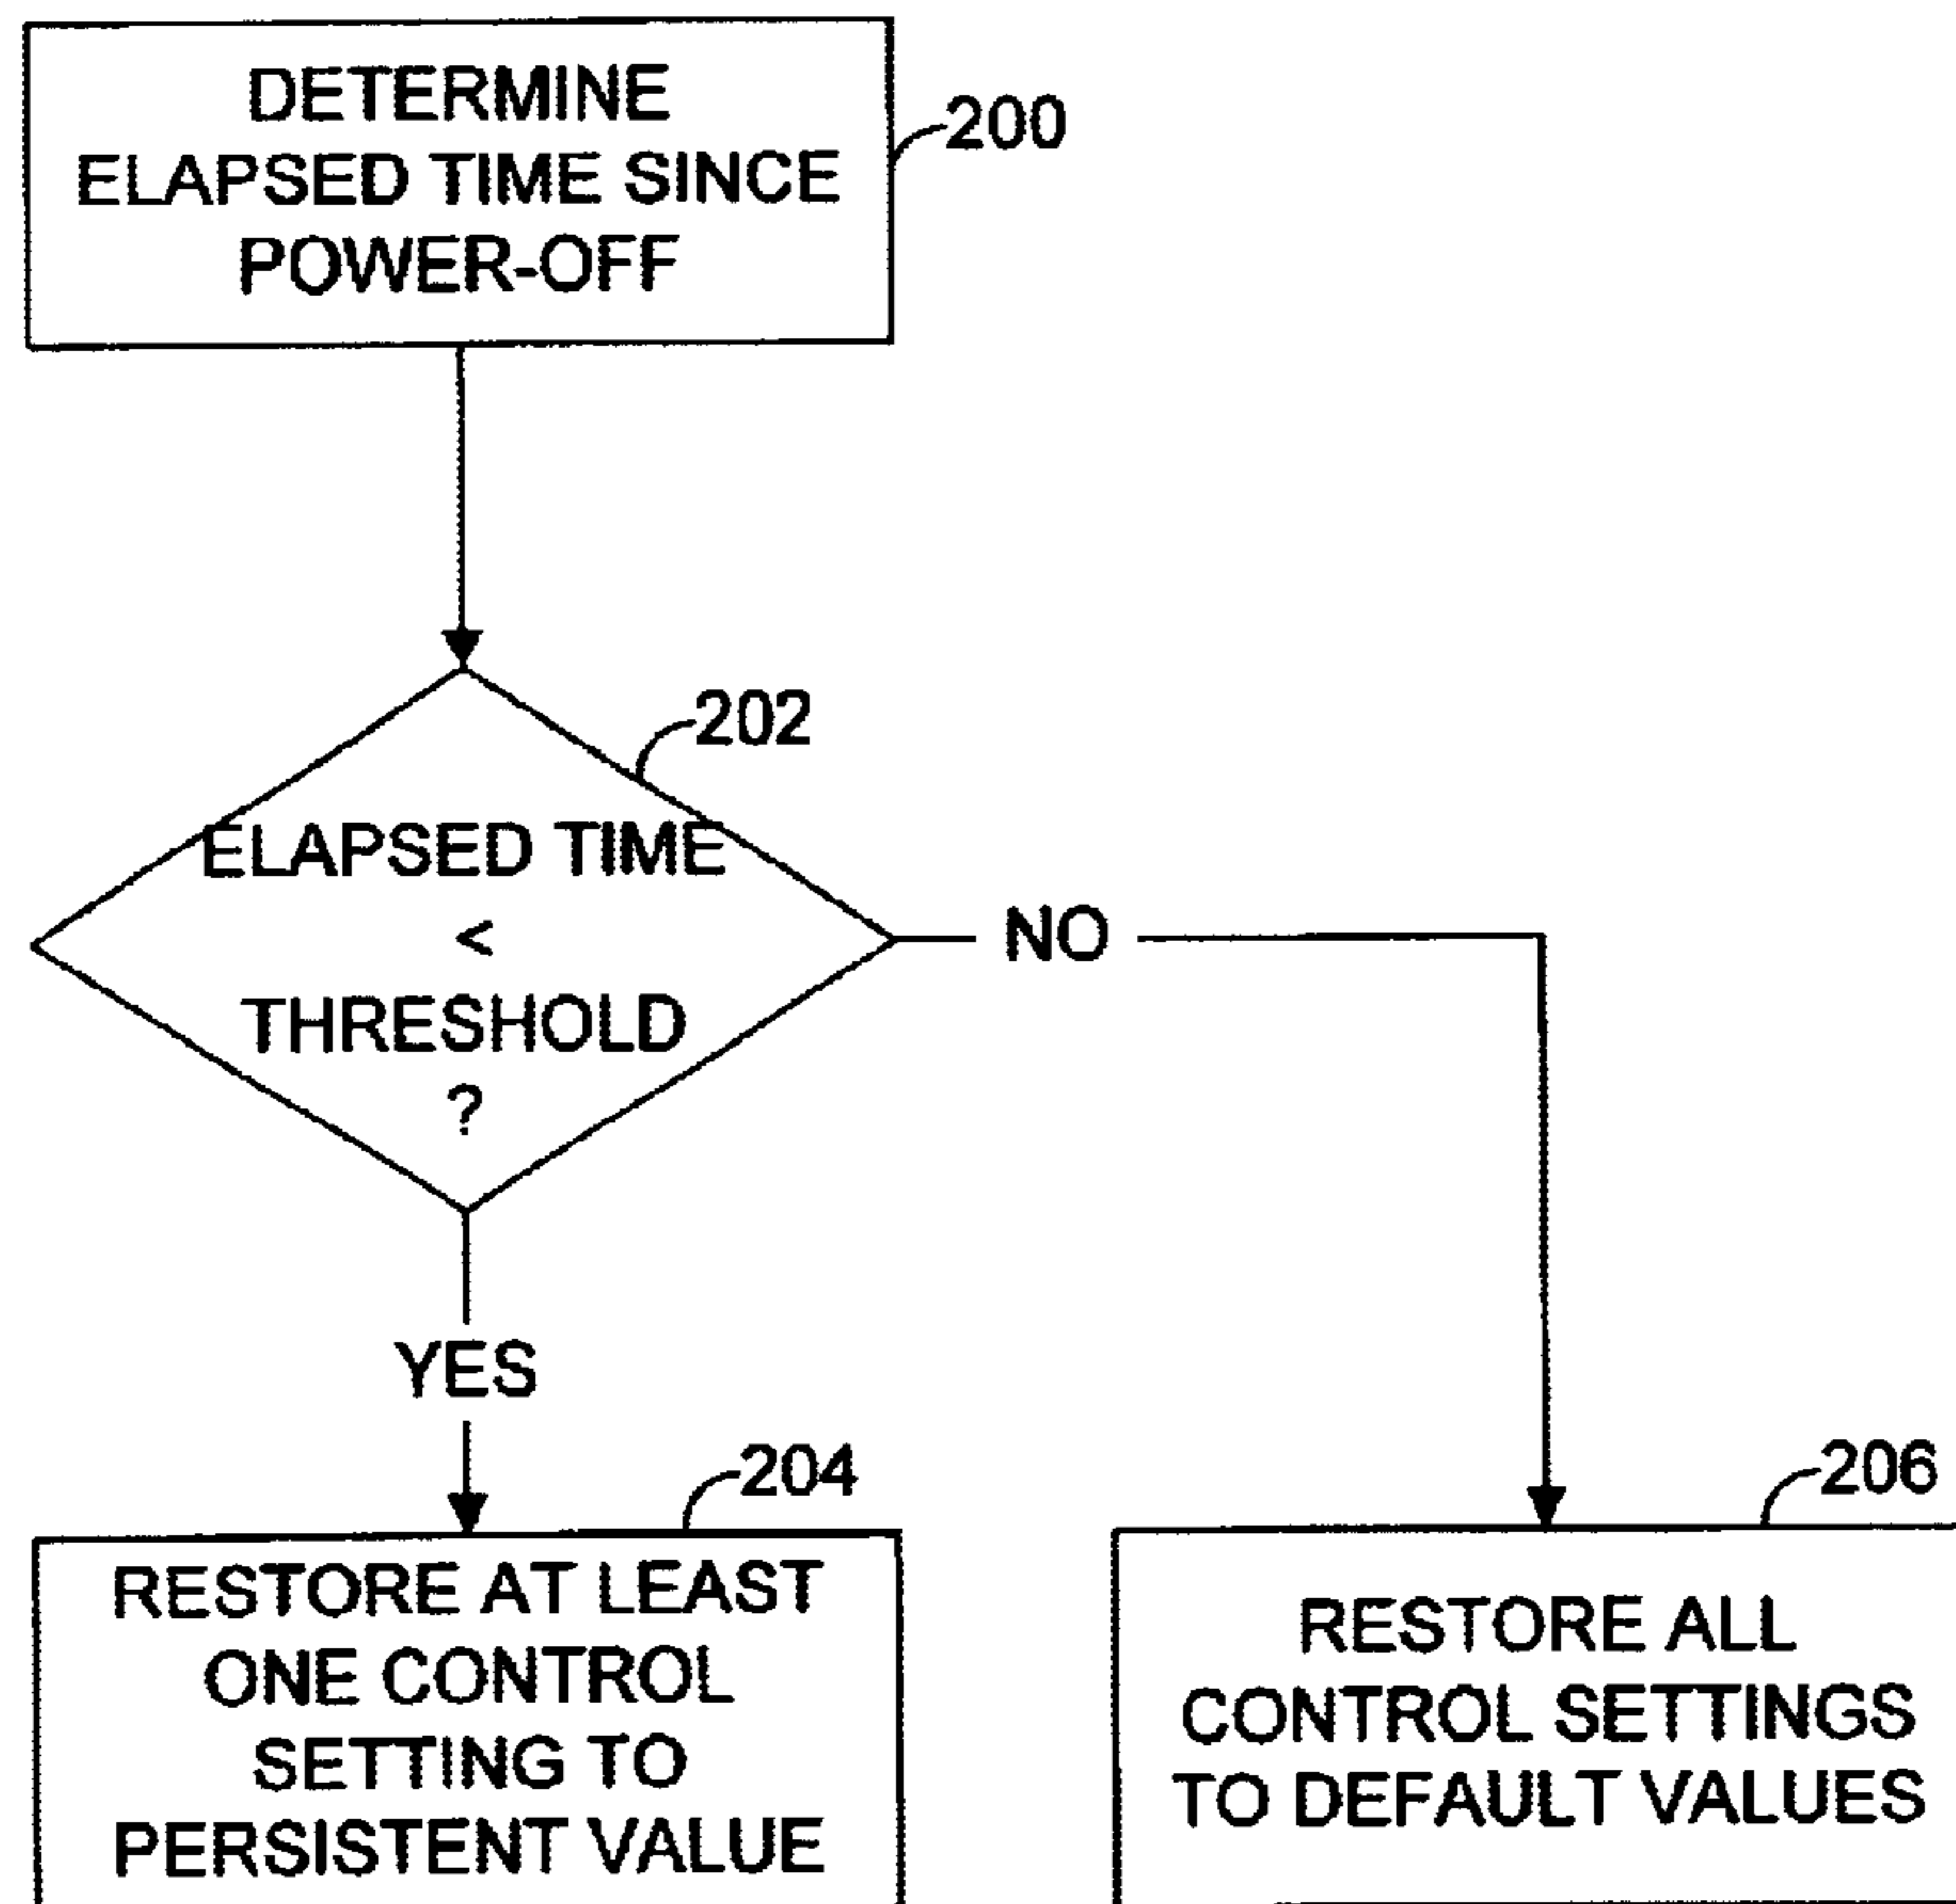 DETERMINE
ELAPSED TIME SINCE
POWER-OFF
200
202
ELAPSED TIME
<
THRESHOLD
?
NO
YES
204
RESTORE AT LEAST
ONE CONTROL
SETTING TO
PERSISTENT VALUE
206
RESTORE ALL
CONTROL SETTINGS
TO DEFAULT VALUES